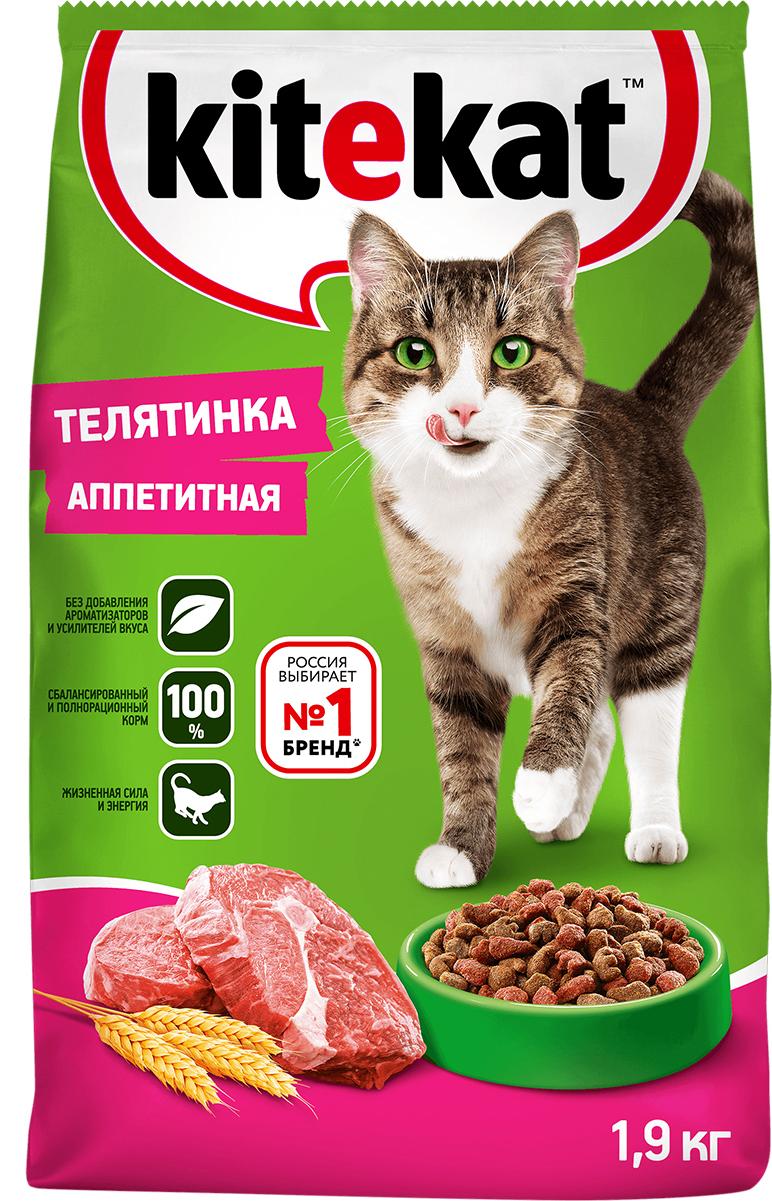 kitekat™
ТЕЛЯТИНКА
АППЕТИТНАЯ
БЕЗ ДОБАВЛЕНИЯ
АРОМАТИЗАТОРОВ
И УСИЛИТЕЛЕЙ ВКУСА
СБАЛАНСИРОВАННЫЙ
И ПОЛНОРАЦИОННЫЙ
КОРМ
100
%
ЖИЗНЕННАЯ СИЛА
И ЭНЕРГИЯ
РОССИЯ
ВЫБИРАЕТ
№1
БРЕНД
1,9 кг